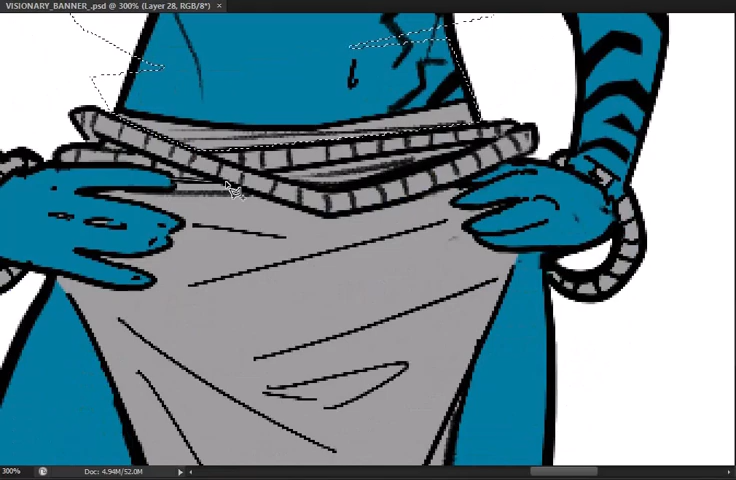 VISIONARY_BANNER_.psd @ 300% (Layer 28, RGB/8*) ×
300% Doc: 4.94M/52.0M